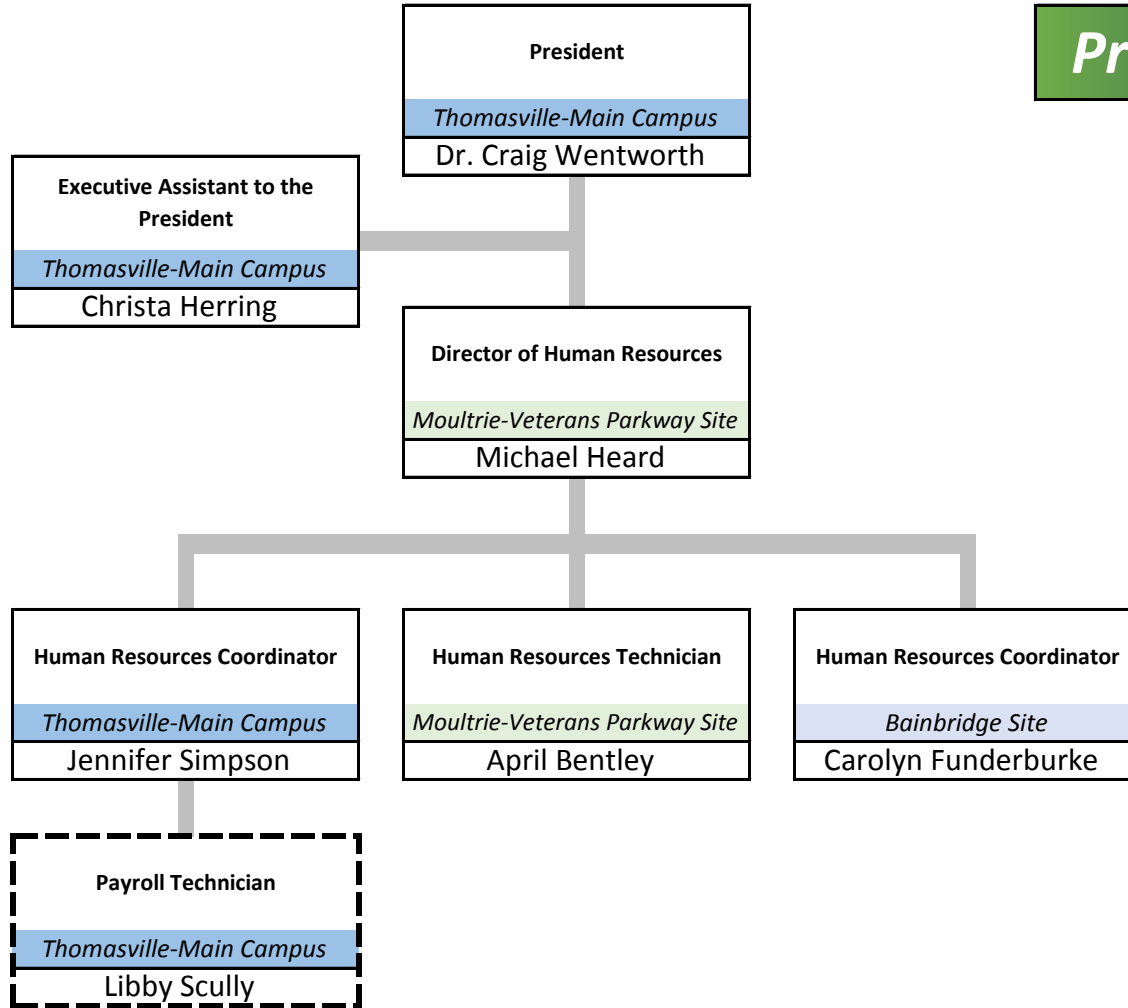 President
Thomasville-Main Campus
Dr. Craig Wentworth
Pr
Executive Assistant to the
President
Thomasville-Main Campus
Christa Herring
Director of Human Resources
Moultrie-Veterans Parkway Site
Michael Heard
Human Resources Coordinator
Thomasville-Main Campus
Jennifer Simpson
Human Resources Technician
Moultrie-Veterans Parkway Site
April Bentley
Human Resources Coordinator
Bainbridge Site
Carolyn Funderburke
Payroll Technician
Thomasville-Main Campus
Libby Scully